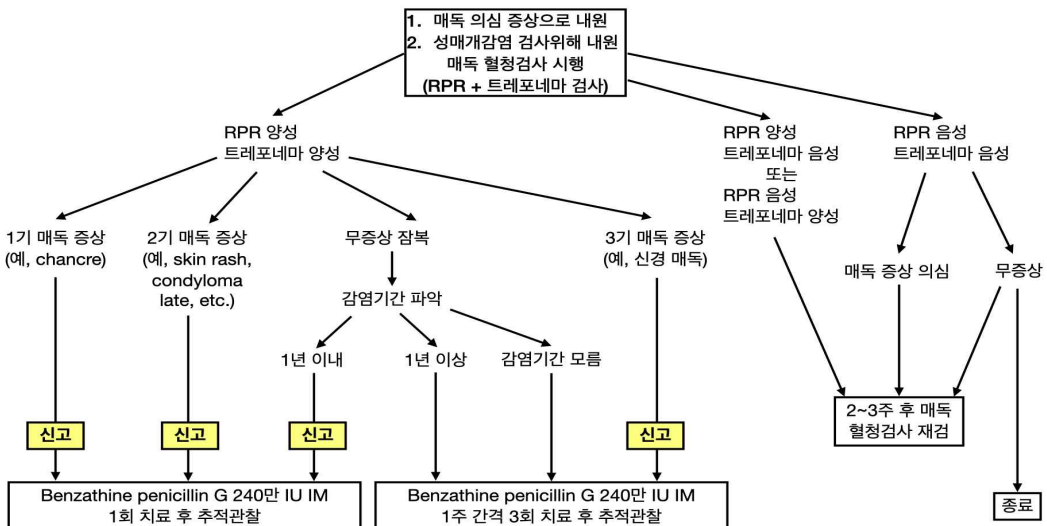 1. 매독 의심 증상으로 내원
2. 성매개감염 검사위해 내원
매독 혈청검사 시행
(RPR + 트레포네마 검사)
RPR 양성
트레포네마 양성
RPR 양성
트레포네마 음성
또는
RPR 음성
트레포네마 양성
RPR 음성
트레포네마 음성
1기 매독 증상
(예, chancre)
2기 매독 증상
(예, skin rash,
condyloma
late, etc.)
무증상 잠복
3기 매독 증상
(예, 신경 매독)
감염기간 파악
1년 이내
1년 이상
감염기간 모름
매독 증상 의심
무증상
2~3주 후 매독
혈청검사 재검
신고
신고
신고
신고
Benzathine penicillin G 240만 IU IM
1회 치료 후 추적관찰
Benzathine penicillin G 240만 IU IM
1주 간격 3회 치료 후 추적관찰
종료